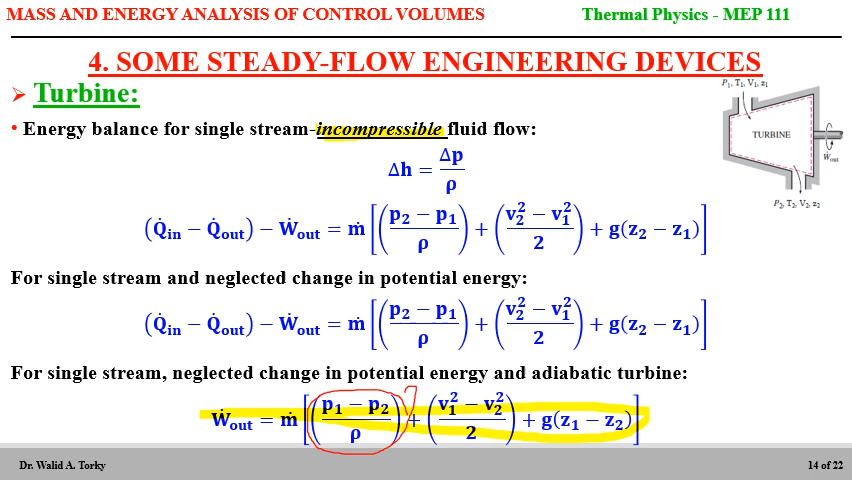 MASS AND ENERGY ANALYSIS OF CONTROL VOLUMES Thermal Physics - MEP 111
4. SOME STEADY-FLOW ENGINEERING DEVICES
➢ Turbine:
P₁, T₁, V₁, z₁
TURBINE
Ẇout
P₂, T₂, V₂, z₂
• Energy balance for single stream-incompressible fluid flow:
Δh = Δp/ρ
(Q̇in − Q̇out) − Ẇout = ṁ[((p₂ − p₁)/ρ) + ((v₂² − v₁²)/2) + g(z₂ − z₁)]
For single stream and neglected change in potential energy:
(Q̇in − Q̇out) − Ẇout = ṁ[((p₂ − p₁)/ρ) + ((v₂² − v₁²)/2) + g(z₂ − z₁)]
For single stream, neglected change in potential energy and adiabatic turbine:
Ẇout = ṁ[((p₁ − p₂)/ρ) + ((v₁² − v₂²)/2) + g(z₁ − z₂)]
Dr. Walid A. Torky 14 of 22